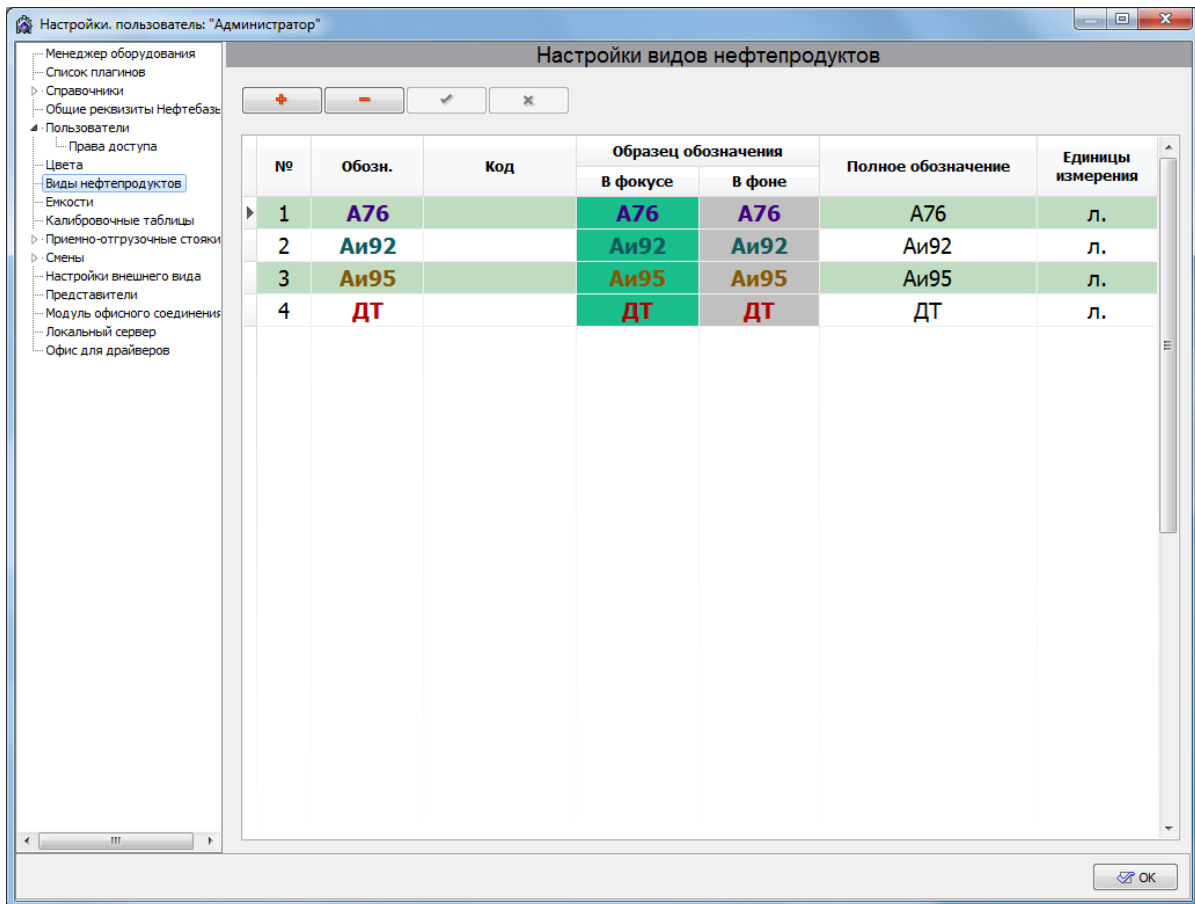 Настройки. пользователь: "Администратор"
Менеджер оборудования
Список плагинов
Справочники
Общие реквизиты Нефтебазы
Пользователи
Права доступа
Цвета
Виды нефтепродуктов
Емкости
Калибровочные таблицы
Приемно-отгрузочные стояки
Смены
Настройки внешнего вида
Представители
Модуль офисного соединения
Локальный сервер
Офис для драйверов
Настройки видов нефтепродуктов
№ Обозн. Код Образец обозначения Полное обозначение Единицы измерения
В фокусе В фоне
1 А76 А76 А76 А76 л.
2 Аи92 Аи92 Аи92 Аи92 л.
3 Аи95 Аи95 Аи95 Аи95 л.
4 ДТ ДТ ДТ ДТ л.
OK